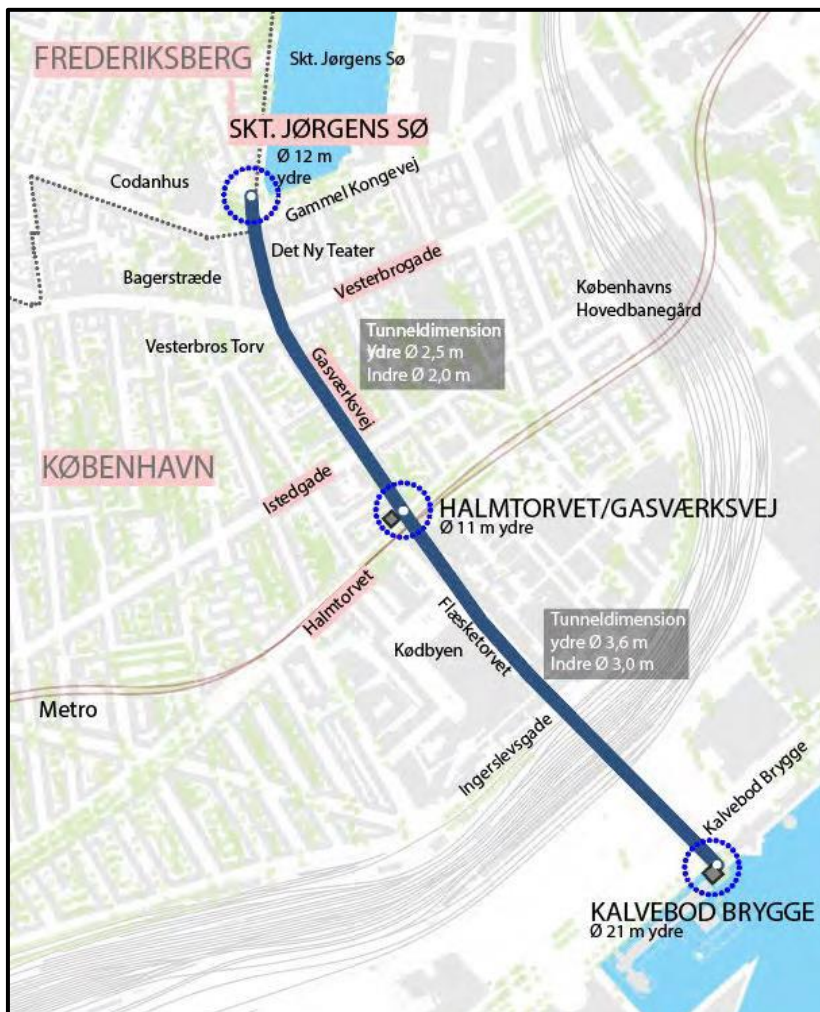 FREDERIKSBERG
Skt. Jørgens Sø
SKT. JØRGENS SØ
Ø 12 m
ydre
Codanhus
Gammel Kongevej
Det Ny Teater
Bagerstræde
Vesterbrogade
Københavns
Hovedbanegård
Vesterbros Torv
Tunneldimension
Ydre Ø 2,5 m
Indre Ø 2,0 m
Gasværksvej
KØBENHAVN
Istedgade
HALMTORVET/GASVÆRKSVEJ
Ø 11 m ydre
Halmtorvet
Flæsketorvet
Tunneldimension
ydre Ø 3,6 m
Indre Ø 3,0 m
Kødbyen
Metro
Ingerslevsgade
Kalvebod Brygge
KALVEBOD BRYGGE
Ø 21 m ydre